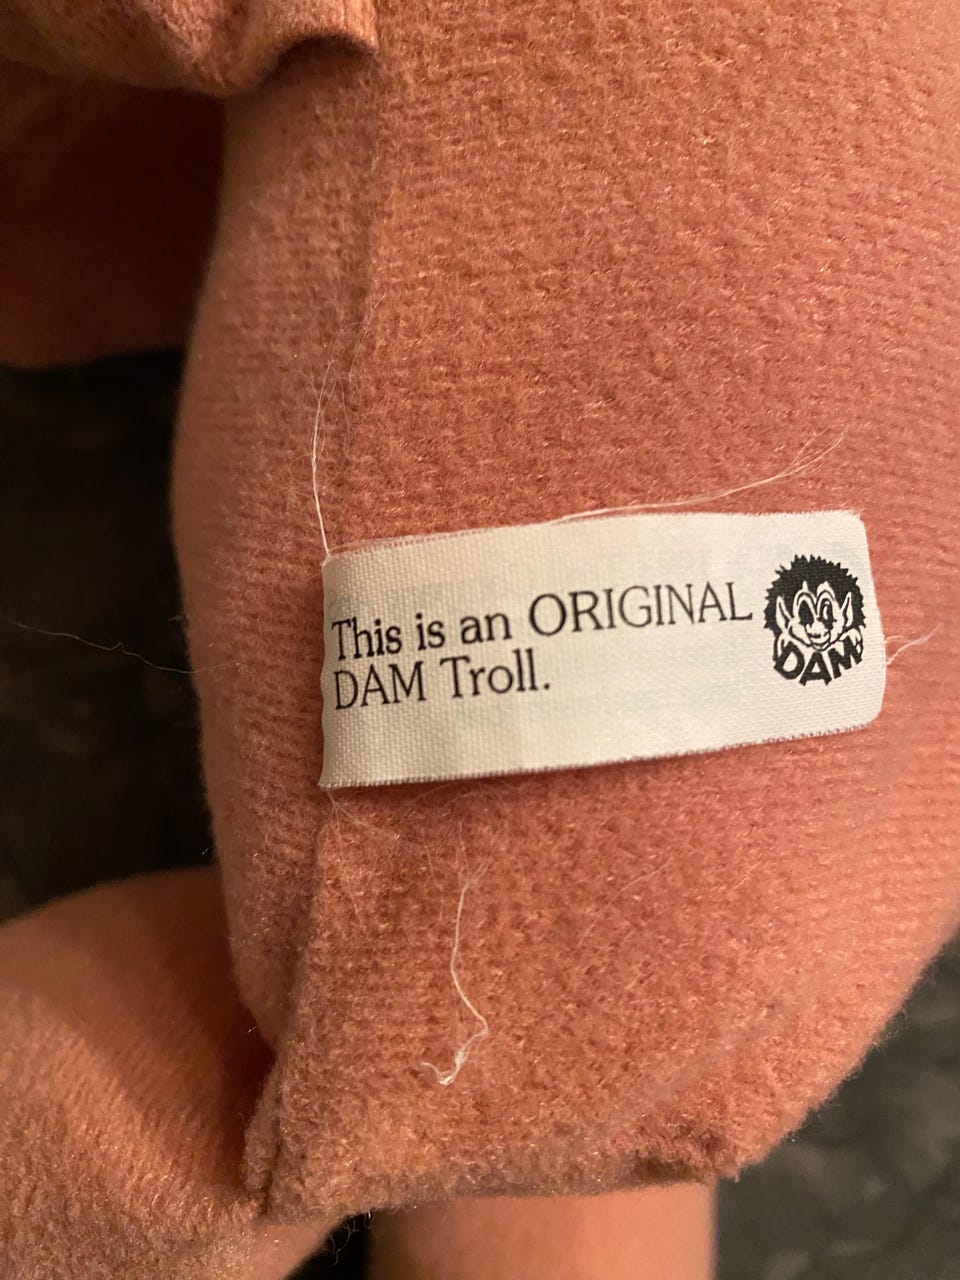 This is an ORIGINAL
DAM Troll.
DAM